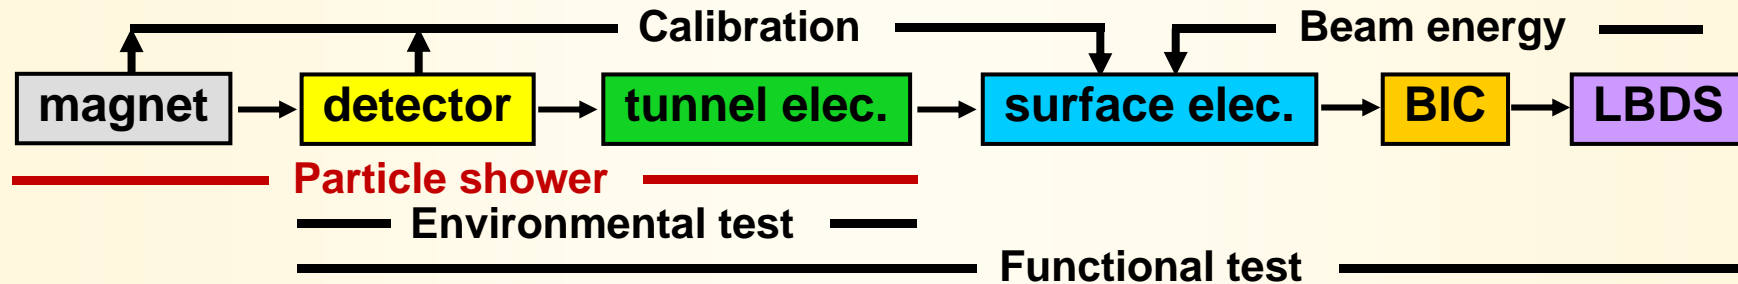 Calibration Beam energy
magnet detector tunnel elec. surface elec. BIC LBDS
Particle shower
Environmental test
Functional test